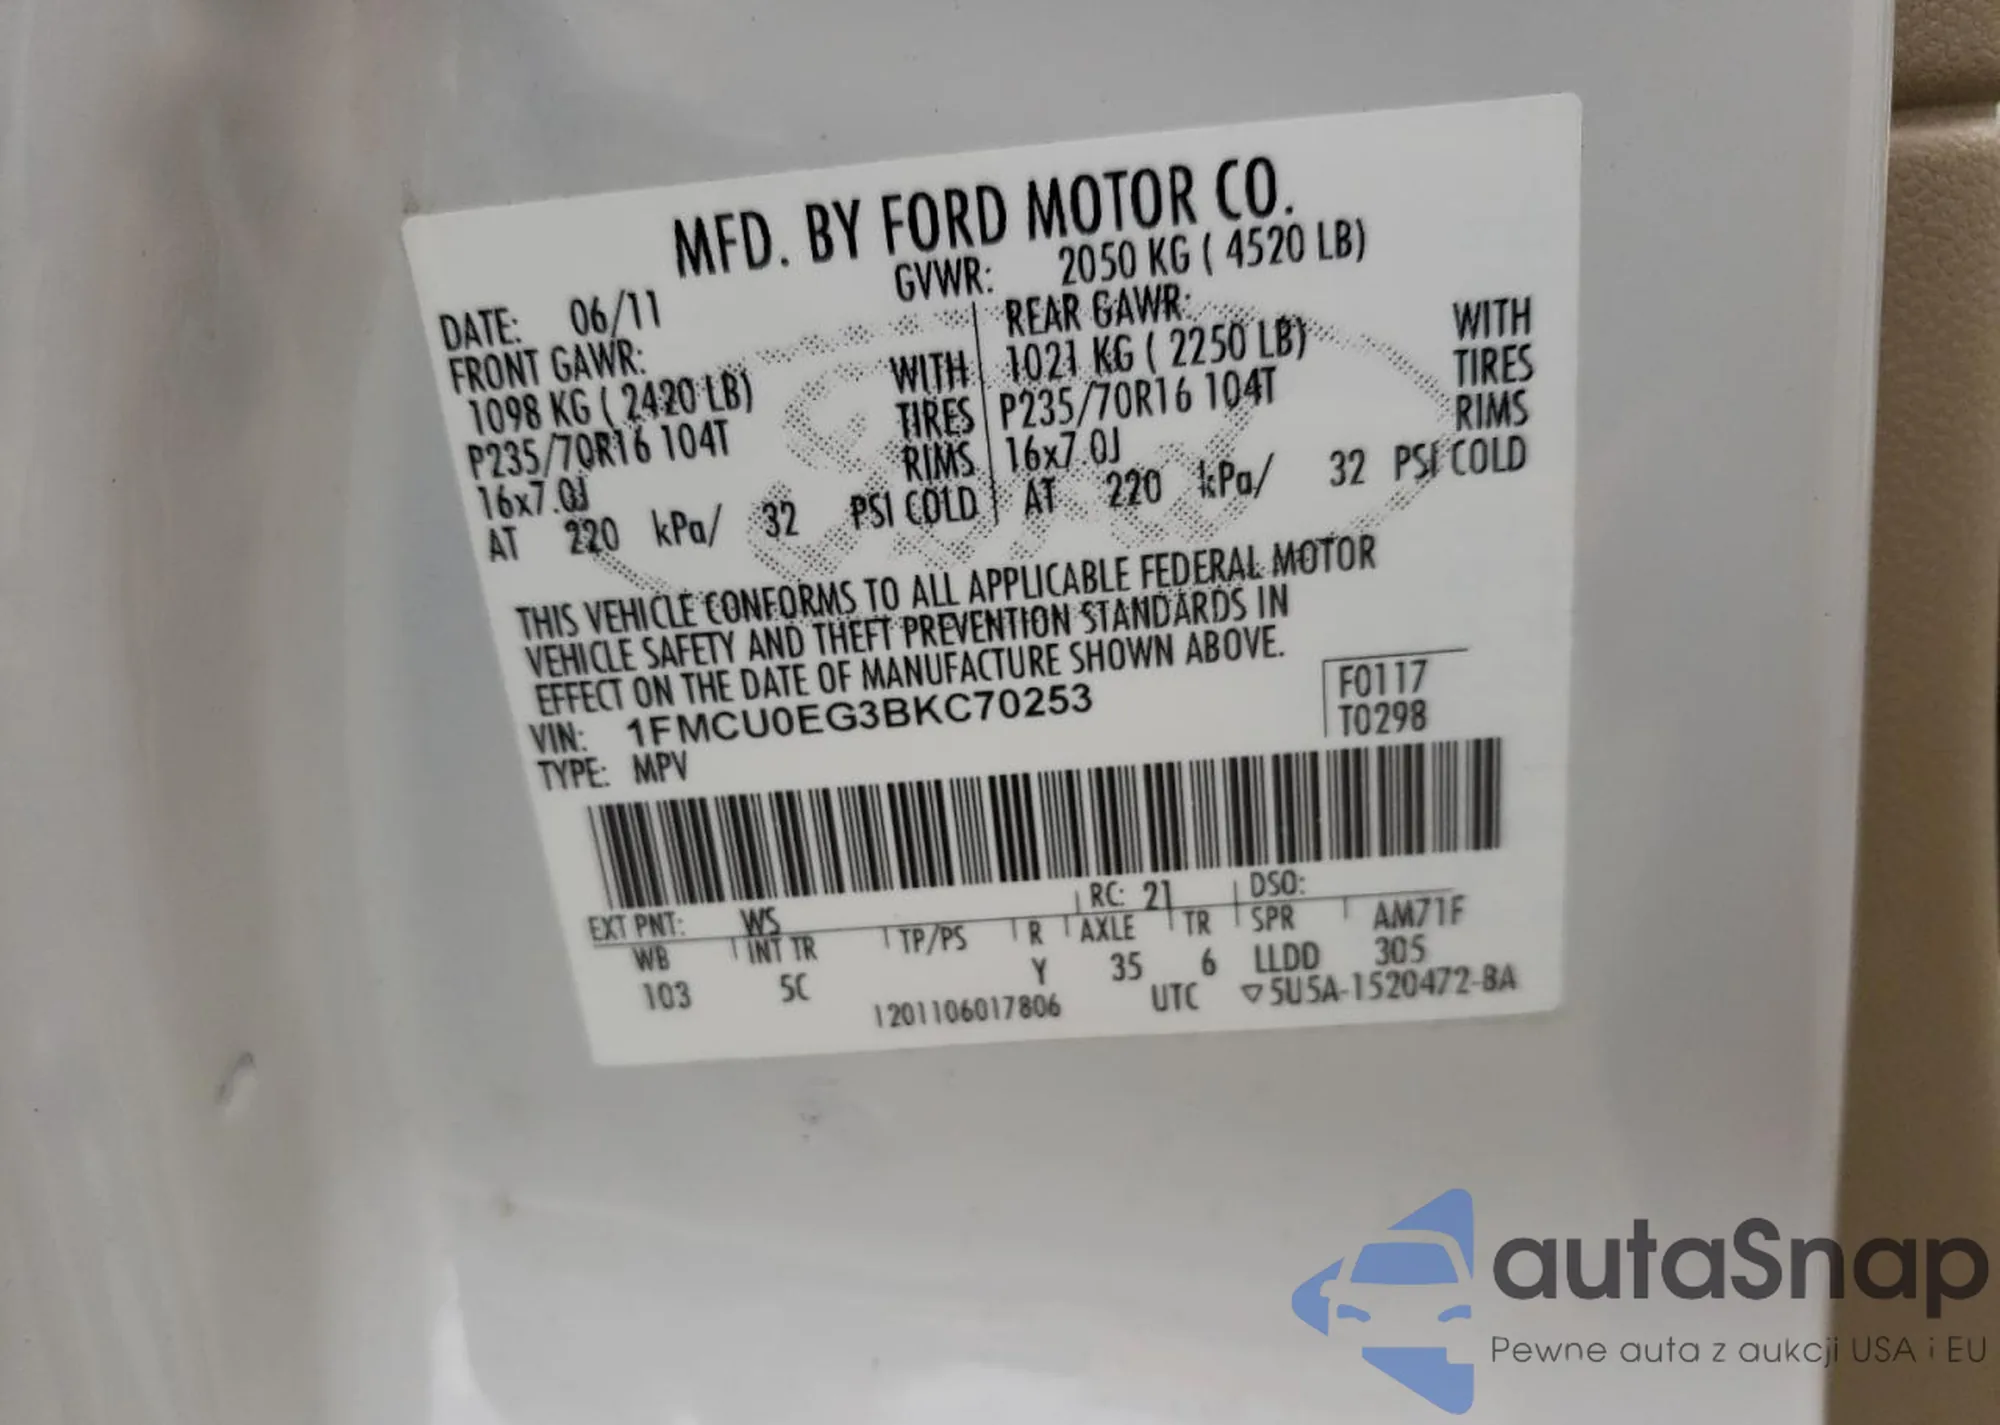 MFD. BY FORD MOTOR CO.
DATE: 06/11 GVWR: 2050 KG ( 4520 LB)
FRONT GAWR: REAR GAWR:
1098 KG ( 2420 LB) WITH 1021 KG ( 2250 LB) WITH
P235/70R16 104T TIRES P235/70R16 104T TIRES
16x7.0J RIMS 16x7.0J RIMS
AT 220 kPa/ 32 PSI COLD AT 220 kPa/ 32 PSI COLD
THIS VEHICLE CONFORMS TO ALL APPLICABLE FEDERAL MOTOR
VEHICLE SAFETY AND THEFT PREVENTION STANDARDS IN
EFFECT ON THE DATE OF MANUFACTURE SHOWN ABOVE.
VIN: 1FMCU0EG3BKC70253 F0117
TYPE: MPV T0298
EXT PNT: WS RC: 21 DSO:
WB INT TR TP/PS R AXLE TR SPR AM71F
103 5C Y 35 6 LLDD 305
1201106017806 UTC ▽5U5A-1520472-BA
autaSnap
Pewne auta z aukcji USA i EU